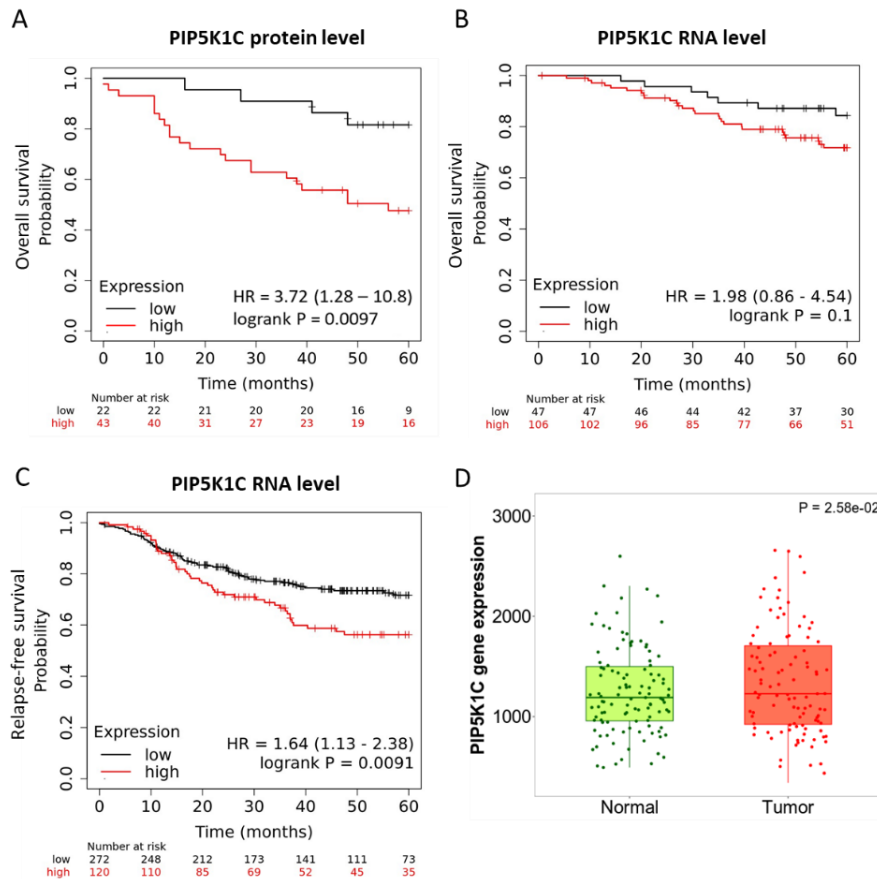 A
PIP5K1C protein level
Overall survival
Probability
1.0
0.8
0.6
0.4
0.2
0.0
Expression
low
high
HR = 3.72 (1.28 – 10.8)
logrank P = 0.0097
0 10 20 30 40 50 60
Time (months)
Number at risk
low 22 22 21 20 20 16 9
high 43 40 31 27 23 19 16
B
PIP5K1C RNA level
Overall survival
Probability
1.0
0.8
0.6
0.4
0.2
0.0
Expression
low
high
HR = 1.98 (0.86 - 4.54)
logrank P = 0.1
0 10 20 30 40 50 60
Time (months)
Number at risk
low 47 47 46 44 42 37 30
high 106 102 96 85 77 66 51
C
PIP5K1C RNA level
Relapse-free survival
Probability
1.0
0.8
0.6
0.4
0.2
0.0
Expression
low
high
HR = 1.64 (1.13 - 2.38)
logrank P = 0.0091
0 10 20 30 40 50 60
Time (months)
Number at risk
low 272 248 212 173 141 111 73
high 120 110 85 69 52 45 35
D
P = 2.58e-02
PIP5K1C gene expression
3000
2000
1000
Normal Tumor